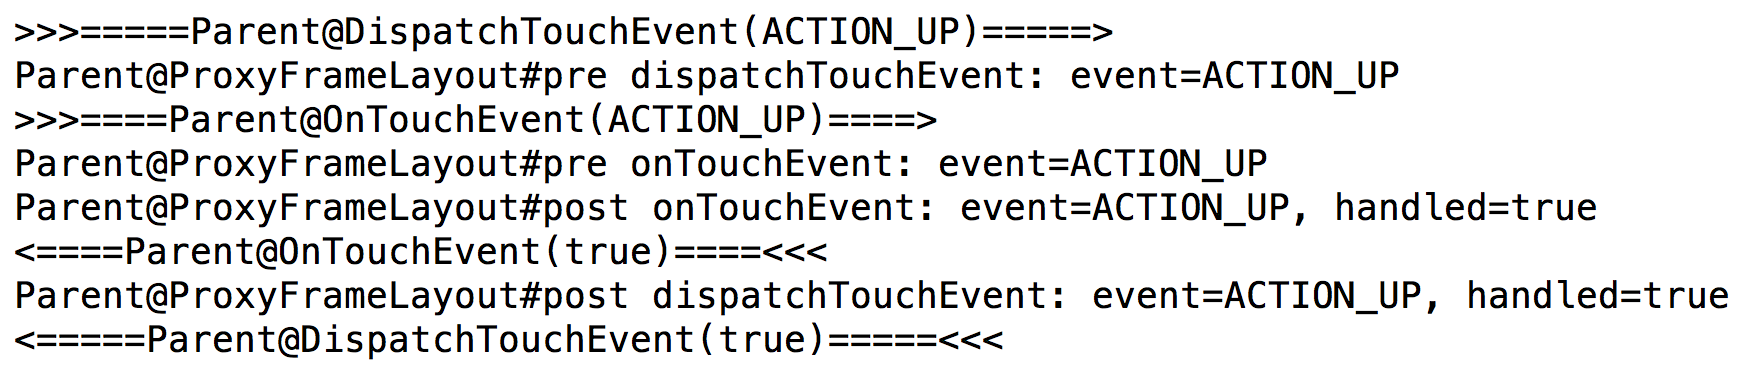 >>>=====Parent@DispatchTouchEvent(ACTION_UP)=====>
Parent@ProxyFrameLayout#pre dispatchTouchEvent: event=ACTION_UP
>>>====Parent@OnTouchEvent(ACTION_UP)====>
Parent@ProxyFrameLayout#pre onTouchEvent: event=ACTION_UP
Parent@ProxyFrameLayout#post onTouchEvent: event=ACTION_UP, handled=true
<====Parent@OnTouchEvent(true)====<<<
Parent@ProxyFrameLayout#post dispatchTouchEvent: event=ACTION_UP, handled=true
<=====Parent@DispatchTouchEvent(true)=====<<<